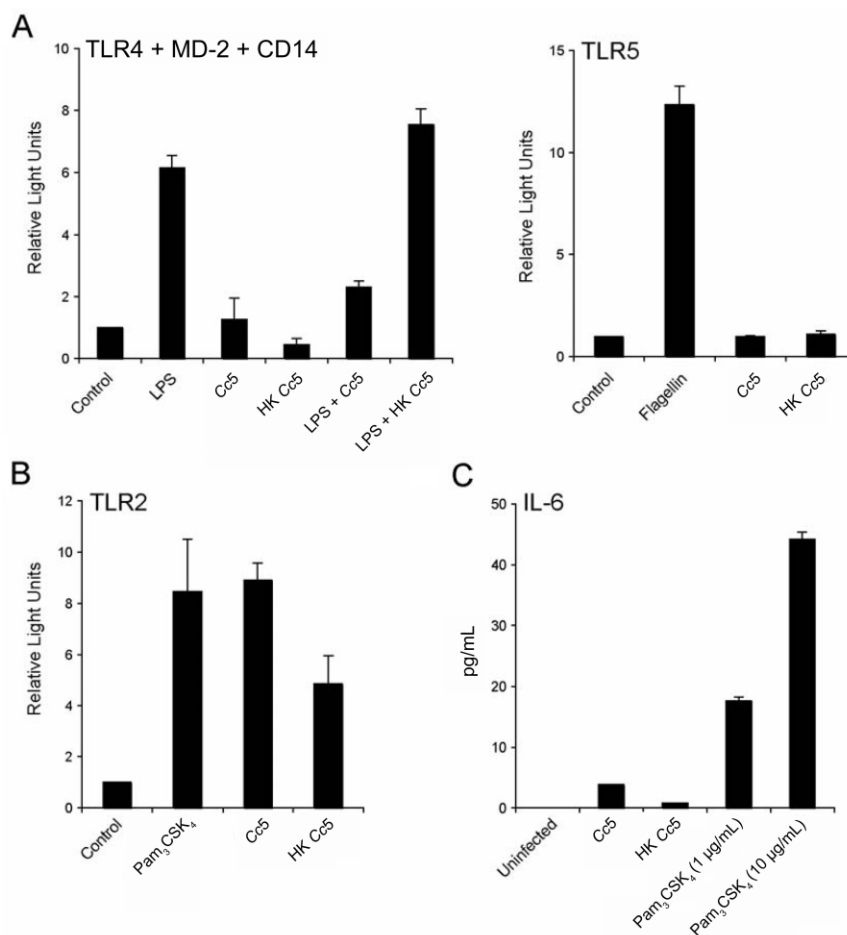 A
TLR4 + MD-2 + CD14
Relative Light Units
10
8
6
4
2
0
Control
LPS
Cc5
HK Cc5
LPS + Cc5
LPS + HK Cc5
TLR5
Relative Light Units
15
10
5
0
Control
Flagellin
Cc5
HK Cc5
B
TLR2
Relative Light Units
12
10
8
6
4
2
0
Control
Pam₃CSK₄
Cc5
HK Cc5
C
IL-6
pg/mL
50
40
30
20
10
0
Uninfected
Cc5
HK Cc5
Pam₃CSK₄ (1 µg/mL)
Pam₃CSK₄ (10 µg/mL)